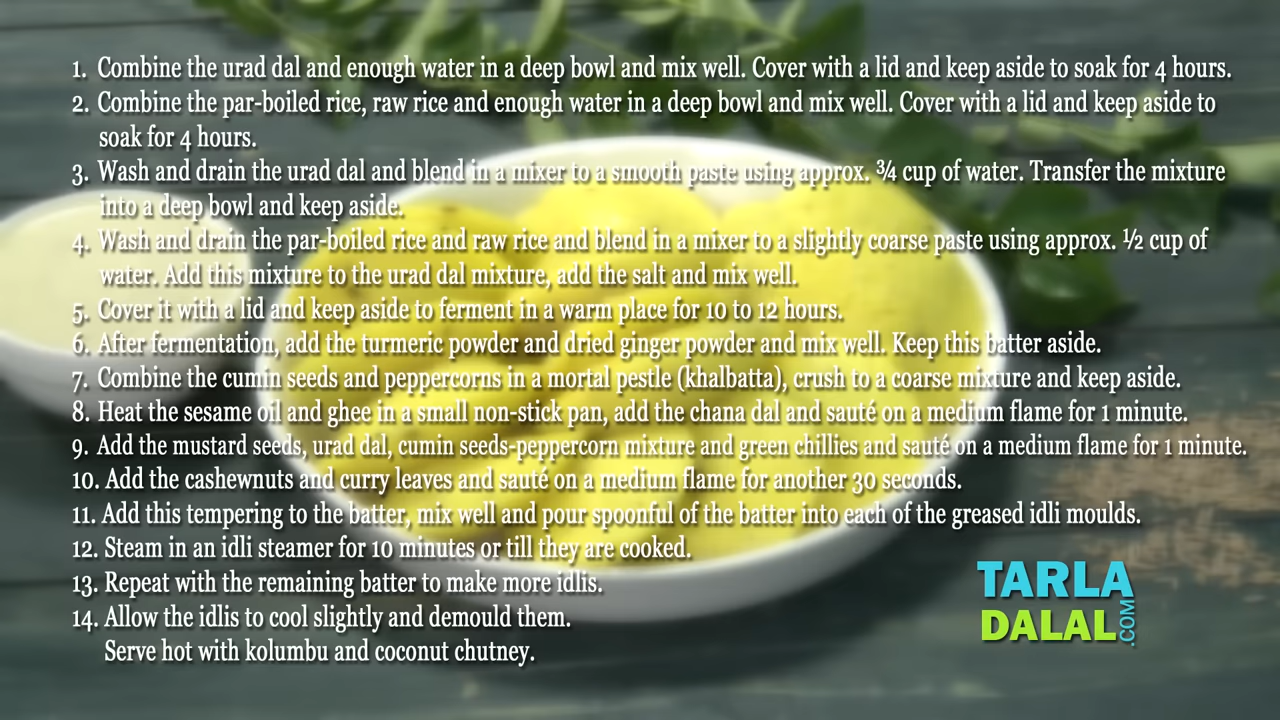 1. Combine the urad dal and enough water in a deep bowl and mix well. Cover with a lid and keep aside to soak for 4 hours.
2. Combine the par-boiled rice, raw rice and enough water in a deep bowl and mix well. Cover with a lid and keep aside to
soak for 4 hours.
3. Wash and drain the urad dal and blend in a mixer to a smooth paste using approx. ¾ cup of water. Transfer the mixture
into a deep bowl and keep aside.
4. Wash and drain the par-boiled rice and raw rice and blend in a mixer to a slightly coarse paste using approx. ½ cup of
water. Add this mixture to the urad dal mixture, add the salt and mix well.
5. Cover it with a lid and keep aside to ferment in a warm place for 10 to 12 hours.
6. After fermentation, add the turmeric powder and dried ginger powder and mix well. Keep this batter aside.
7. Combine the cumin seeds and peppercorns in a mortal pestle (khalbatta), crush to a coarse mixture and keep aside.
8. Heat the sesame oil and ghee in a small non-stick pan, add the chana dal and sauté on a medium flame for 1 minute.
9. Add the mustard seeds, urad dal, cumin seeds-peppercorn mixture and green chillies and sauté on a medium flame for 1 minute.
10. Add the cashewnuts and curry leaves and sauté on a medium flame for another 30 seconds.
11. Add this tempering to the batter, mix well and pour spoonful of the batter into each of the greased idli moulds.
12. Steam in an idli steamer for 10 minutes or till they are cooked.
13. Repeat with the remaining batter to make more idlis.
14. Allow the idlis to cool slightly and demould them.
Serve hot with kolumbu and coconut chutney.
TARLA
DALAL.COM